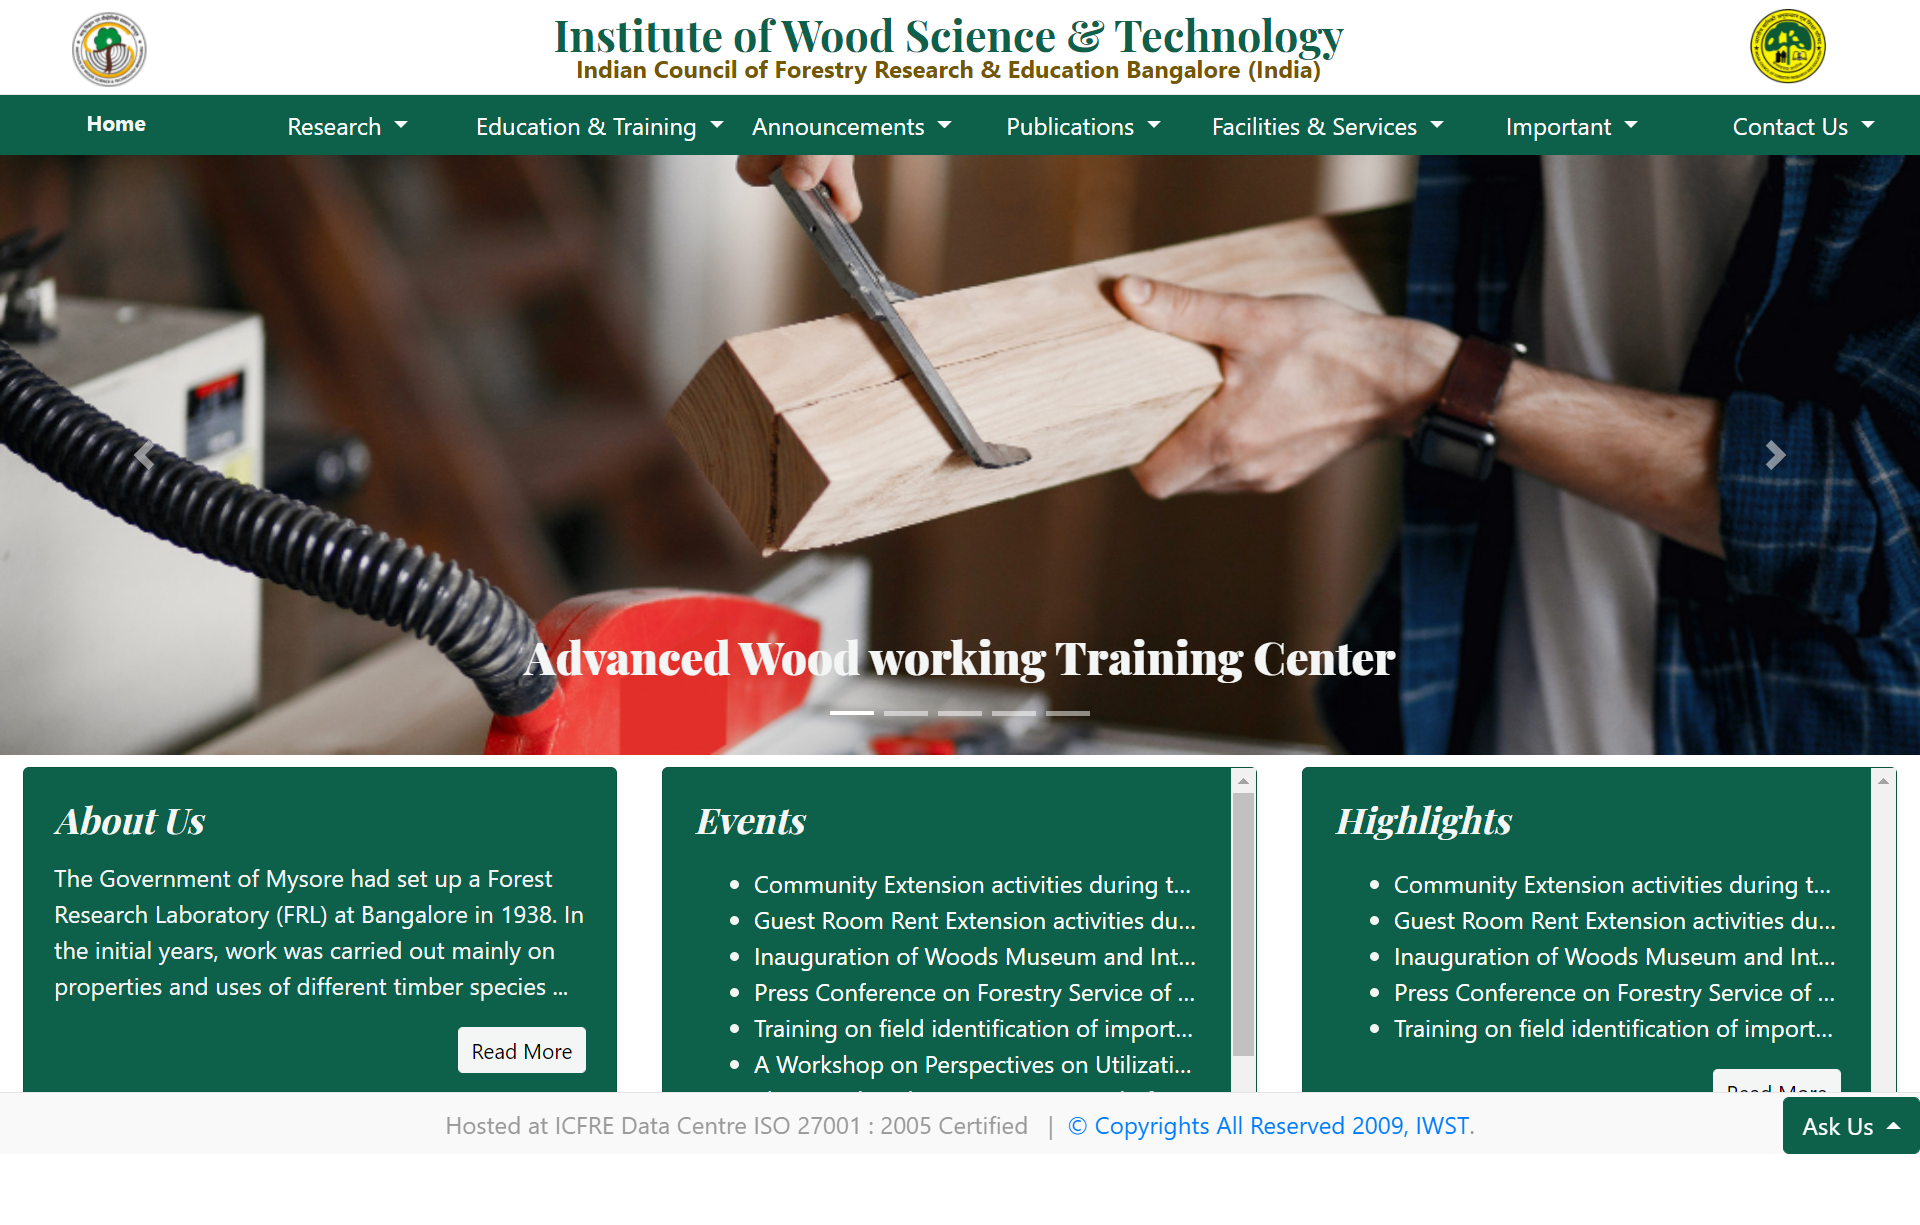 Institute of Wood Science & Technology
Indian Council of Forestry Research & Education Bangalore (India)
Home
Research
Education & Training
Announcements
Publications
Facilities & Services
Important
Contact Us
Advanced Wood working Training Center
About Us
The Government of Mysore had set up a Forest
Research Laboratory (FRL) at Bangalore in 1938. In
the initial years, work was carried out mainly on
properties and uses of different timber species ...
Read More
Events
Community Extension activities during t...
Guest Room Rent Extension activities du...
Inauguration of Woods Museum and Int...
Press Conference on Forestry Service of ...
Training on field identification of import...
A Workshop on Perspectives on Utilizati...
Highlights
Community Extension activities during t...
Guest Room Rent Extension activities du...
Inauguration of Woods Museum and Int...
Press Conference on Forestry Service of ...
Training on field identification of import...
Read More
Hosted at ICFRE Data Centre ISO 27001 : 2005 Certified | © Copyrights All Reserved 2009, IWST.
Ask Us